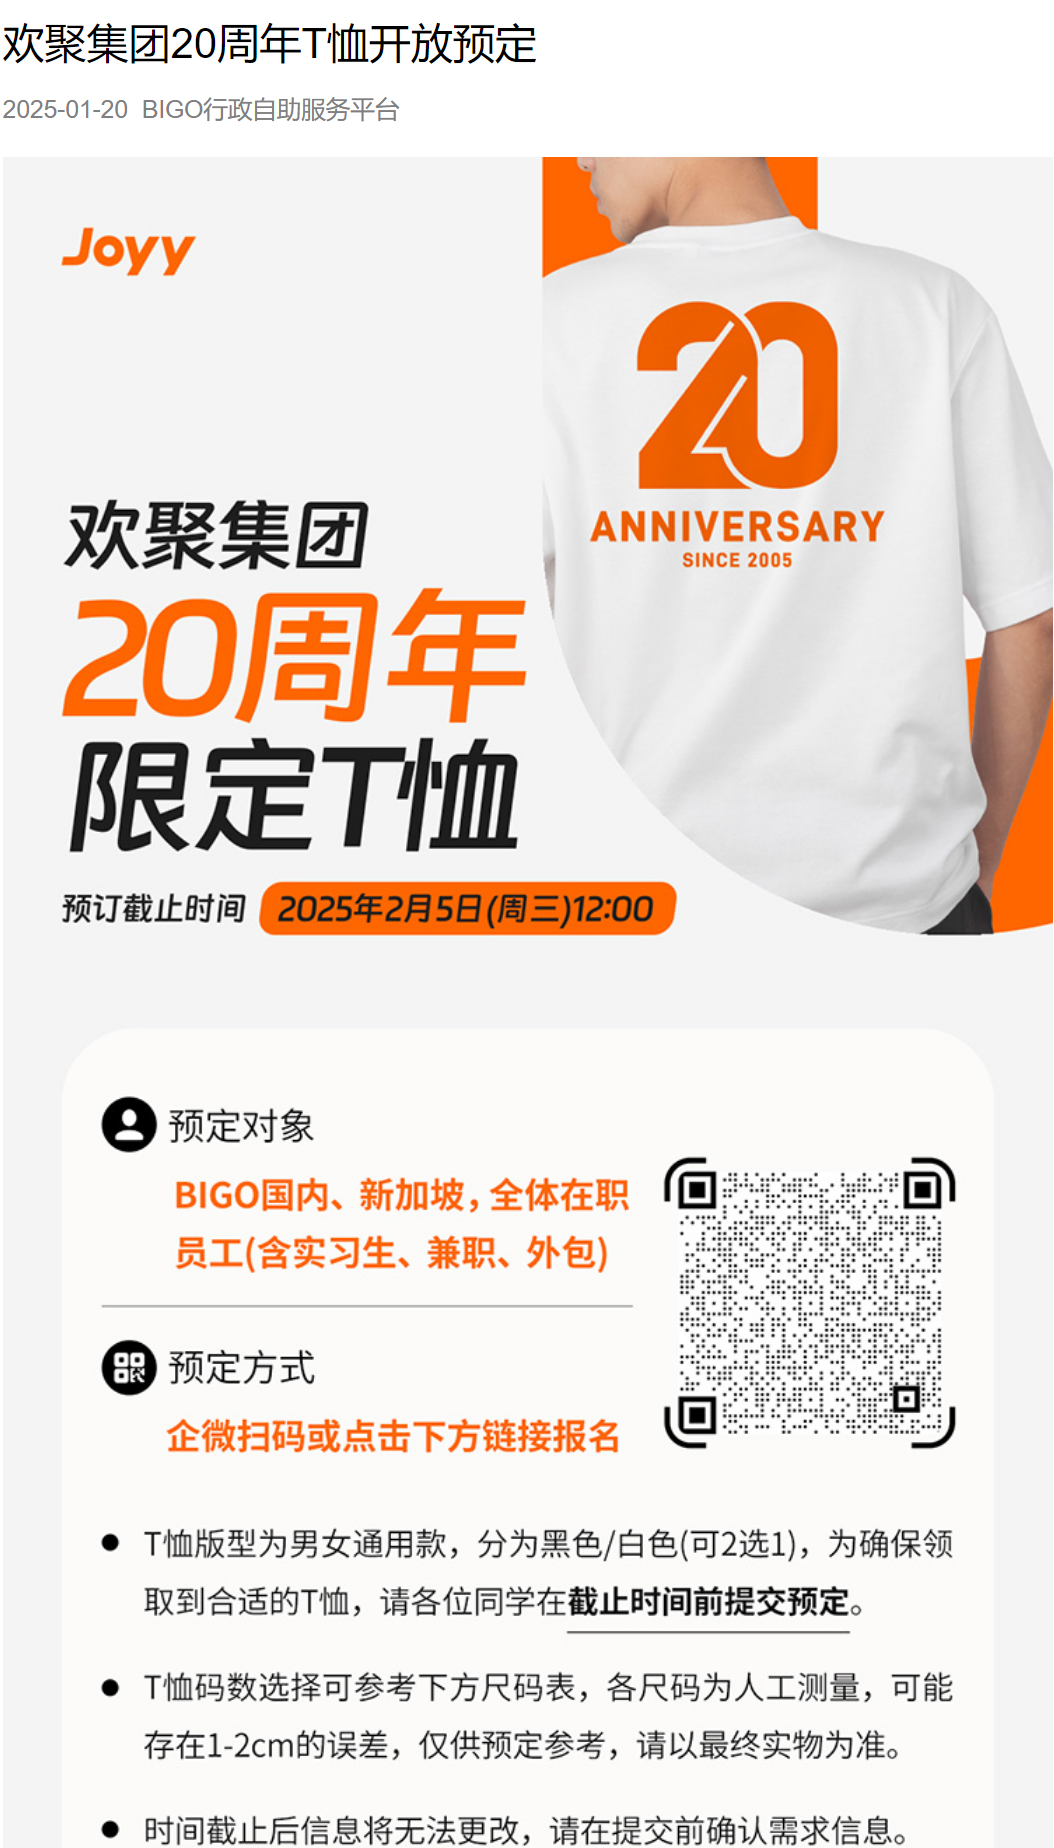 欢聚集团20周年T恤开放预定
2025-01-20 BIGO行政自助服务平台
Joyy
20
ANNIVERSARY
SINCE 2005
欢聚集团
20周年
限定T恤
预订截止时间 2025年2月5日(周三)12:00
预定对象
BIGO国内、新加坡，全体在职
员工(含实习生、兼职、外包)
预定方式
企微扫码或点击下方链接报名
T恤版型为男女通用款，分为黑色/白色(可2选1)，为确保领
取到合适的T恤，请各位同学在截止时间前提交预定。
T恤码数选择可参考下方尺码表，各尺码为人工测量，可能
存在1-2cm的误差，仅供预定参考，请以最终实物为准。
时间截止后信息将无法更改，请在提交前确认需求信息。